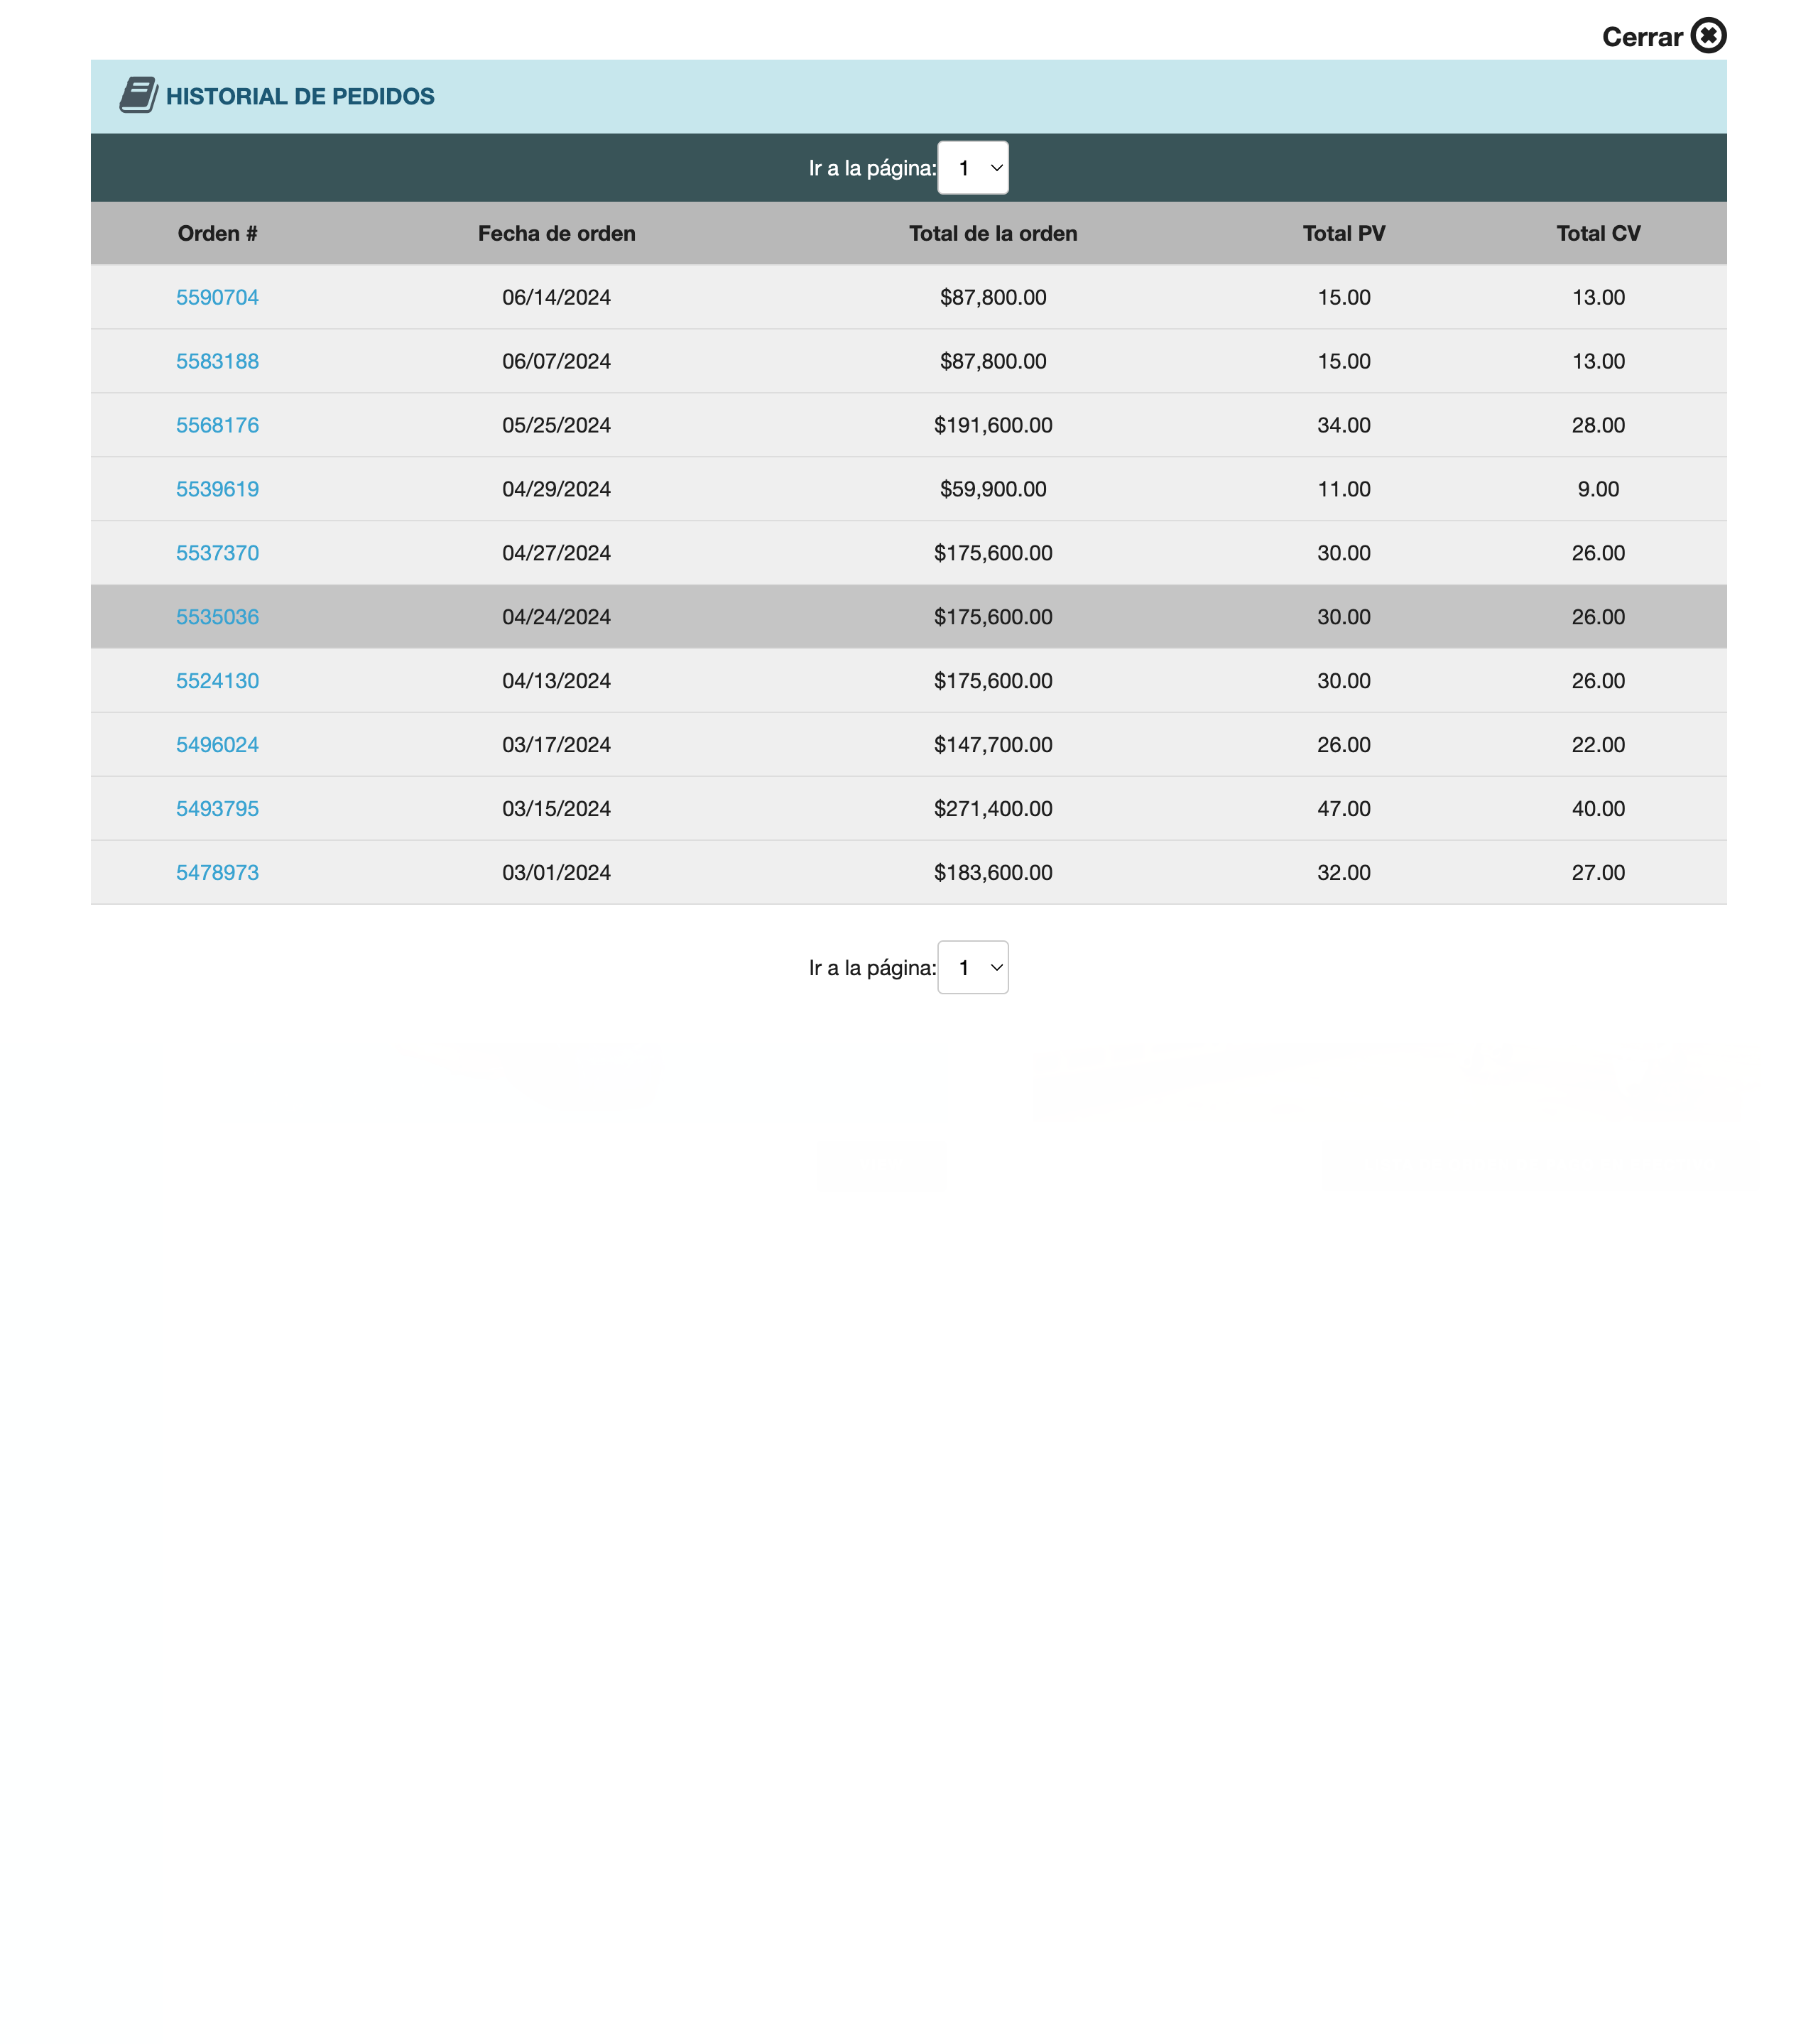 Cerrar
HISTORIAL DE PEDIDOS
Ir a la página: 1
Orden # Fecha de orden Total de la orden Total PV Total CV
5590704 06/14/2024 $87,800.00 15.00 13.00
5583188 06/07/2024 $87,800.00 15.00 13.00
5568176 05/25/2024 $191,600.00 34.00 28.00
5539619 04/29/2024 $59,900.00 11.00 9.00
5537370 04/27/2024 $175,600.00 30.00 26.00
5535036 04/24/2024 $175,600.00 30.00 26.00
5524130 04/13/2024 $175,600.00 30.00 26.00
5496024 03/17/2024 $147,700.00 26.00 22.00
5493795 03/15/2024 $271,400.00 47.00 40.00
5478973 03/01/2024 $183,600.00 32.00 27.00
Ir a la página: 1